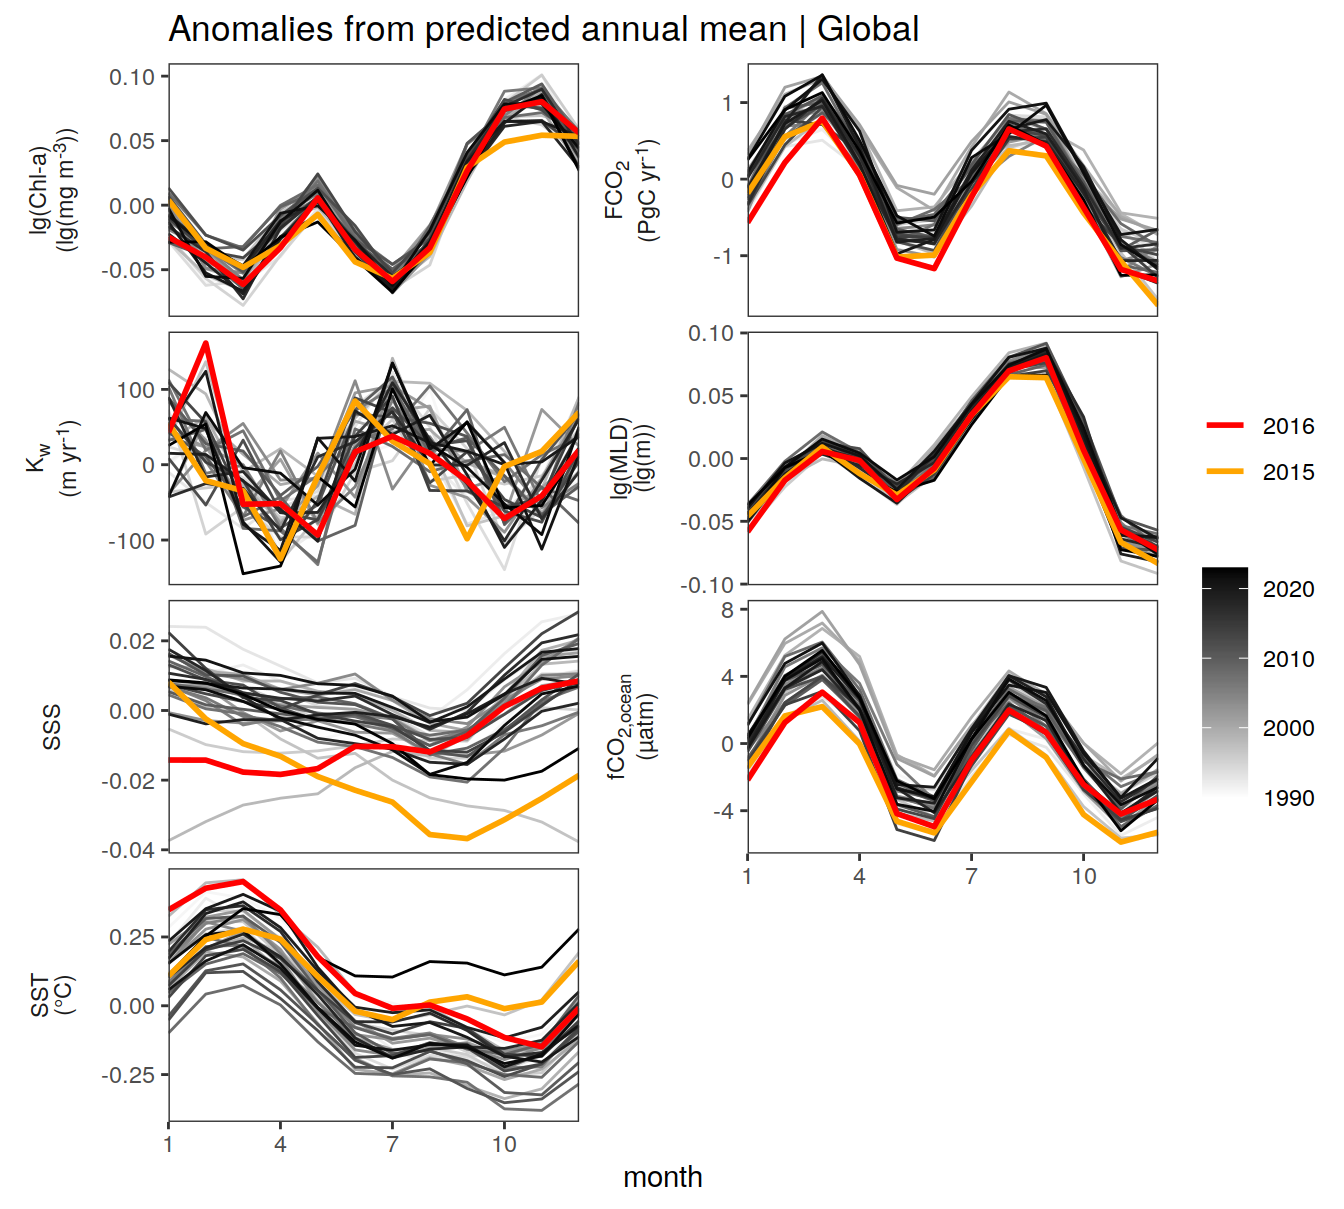 Anomalies from predicted annual mean | Global
lg(Chl-a)
(lg(mg m⁻³))
0.10
0.05
0.00
-0.05
FCO₂
(PgC yr⁻¹)
1
0
-1
K_w
(m yr⁻¹)
100
0
-100
lg(MLD)
(lg(m))
0.10
0.05
0.00
-0.05
-0.10
SSS
0.02
0.00
-0.02
-0.04
fCO₂,ocean
(µatm)
8
4
0
-4
1 4 7 10
SST
(°C)
0.25
0.00
-0.25
1 4 7 10
month
2016
2015
2020
2010
2000
1990